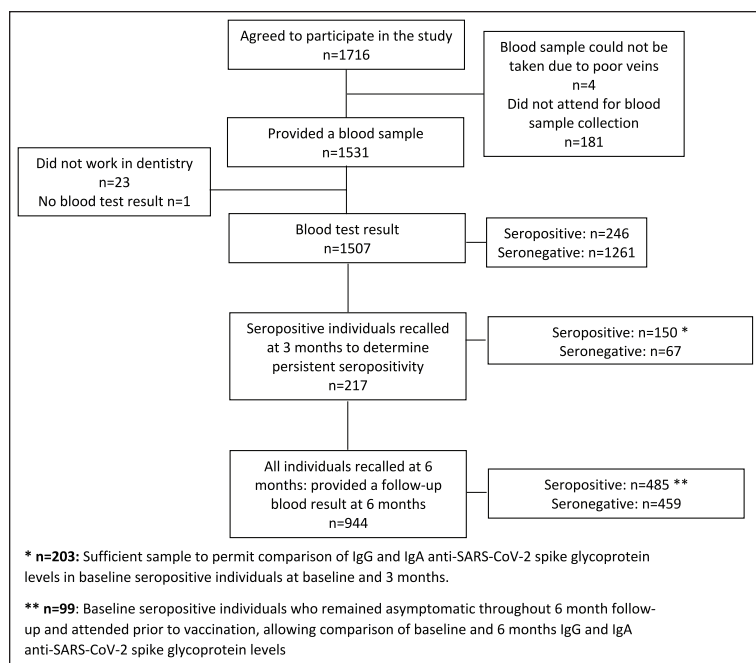 Agreed to participate in the study
n=1716
Blood sample could not be
taken due to poor veins
n=4
Did not attend for blood
sample collection
n=181
Provided a blood sample
n=1531
Did not work in dentistry
n=23
No blood test result n=1
Blood test result
n=1507
Seropositive: n=246
Seronegative: n=1261
Seropositive individuals recalled
at 3 months to determine
persistent seropositivity
n=217
Seropositive: n=150 *
Seronegative: n=67
All individuals recalled at 6
months: provided a follow-up
blood result at 6 months
n=944
Seropositive: n=485 **
Seronegative: n=459
* n=203: Sufficient sample to permit comparison of IgG and IgA anti-SARS-CoV-2 spike glycoprotein
levels in baseline seropositive individuals at baseline and 3 months.
** n=99: Baseline seropositive individuals who remained asymptomatic throughout 6 month follow-
up and attended prior to vaccination, allowing comparison of baseline and 6 months IgG and IgA
anti-SARS-CoV-2 spike glycoprotein levels